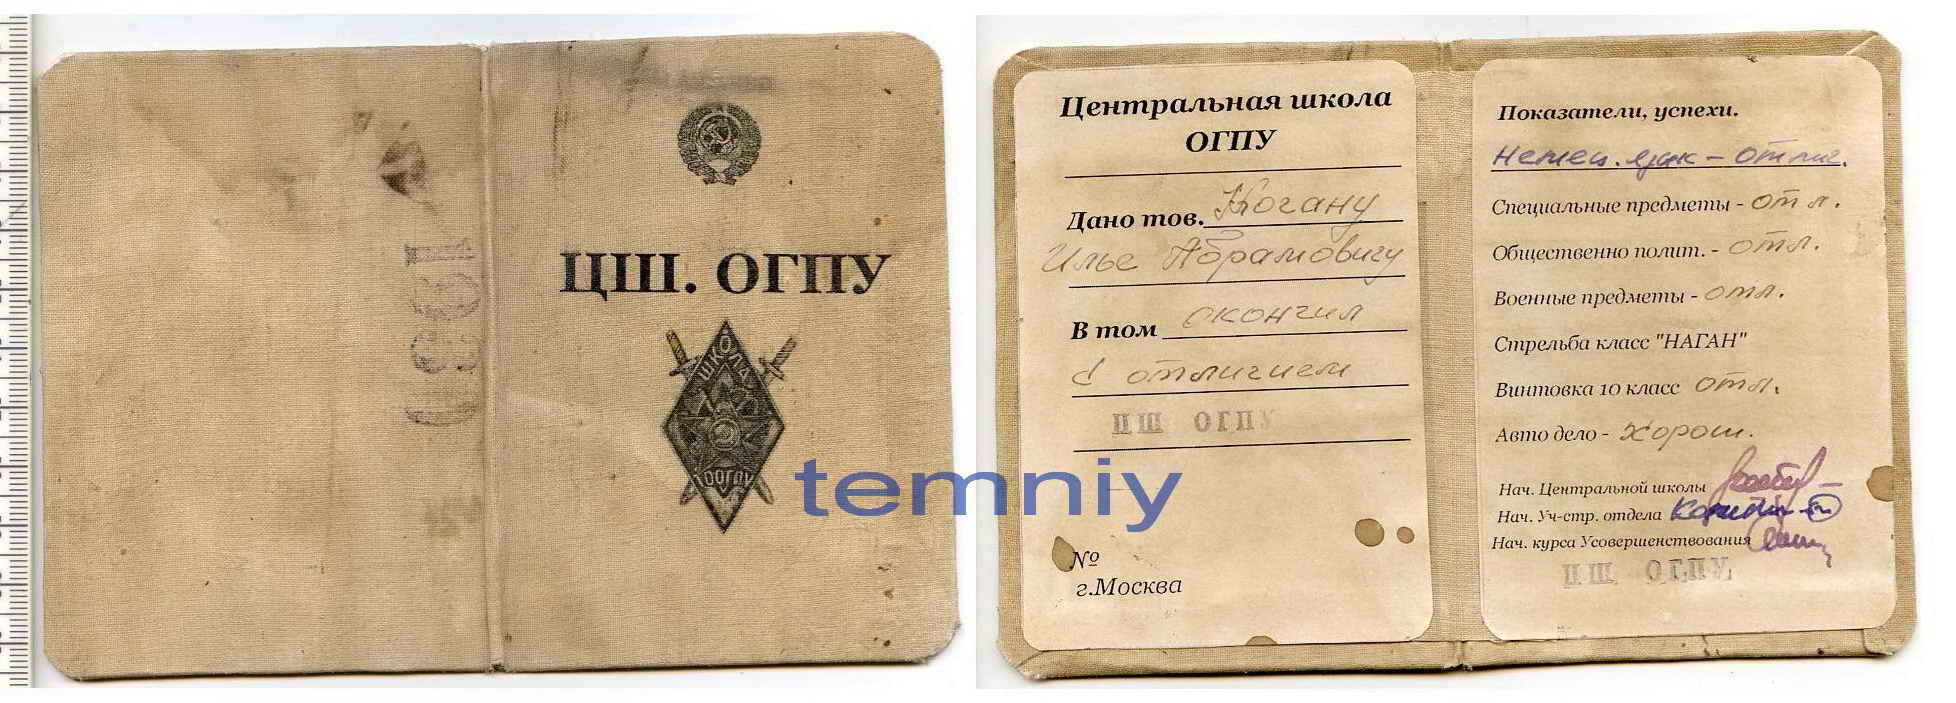 ЦШ. ОГПУ
ШКОЛА
ООГПУ
temniy
Центральная школа
ОГПУ
Дано тов. Когану
Илье Абрамовичу
В том окончил
с отличием
ЦШ ОГПУ
№
г.Москва
Показатели, успехи.
Немец. язык - отлич.
Специальные предметы - отл.
Общественно полит. - отл.
Военные предметы - отл.
Стрельба класс "НАГАН"
Винтовка 10 класс отл.
Авто дело - хорош.
Нач. Центральной школы
Нач. Уч-стр. отдела
Нач. курса Усовершенствования
ЦШ ОГПУ